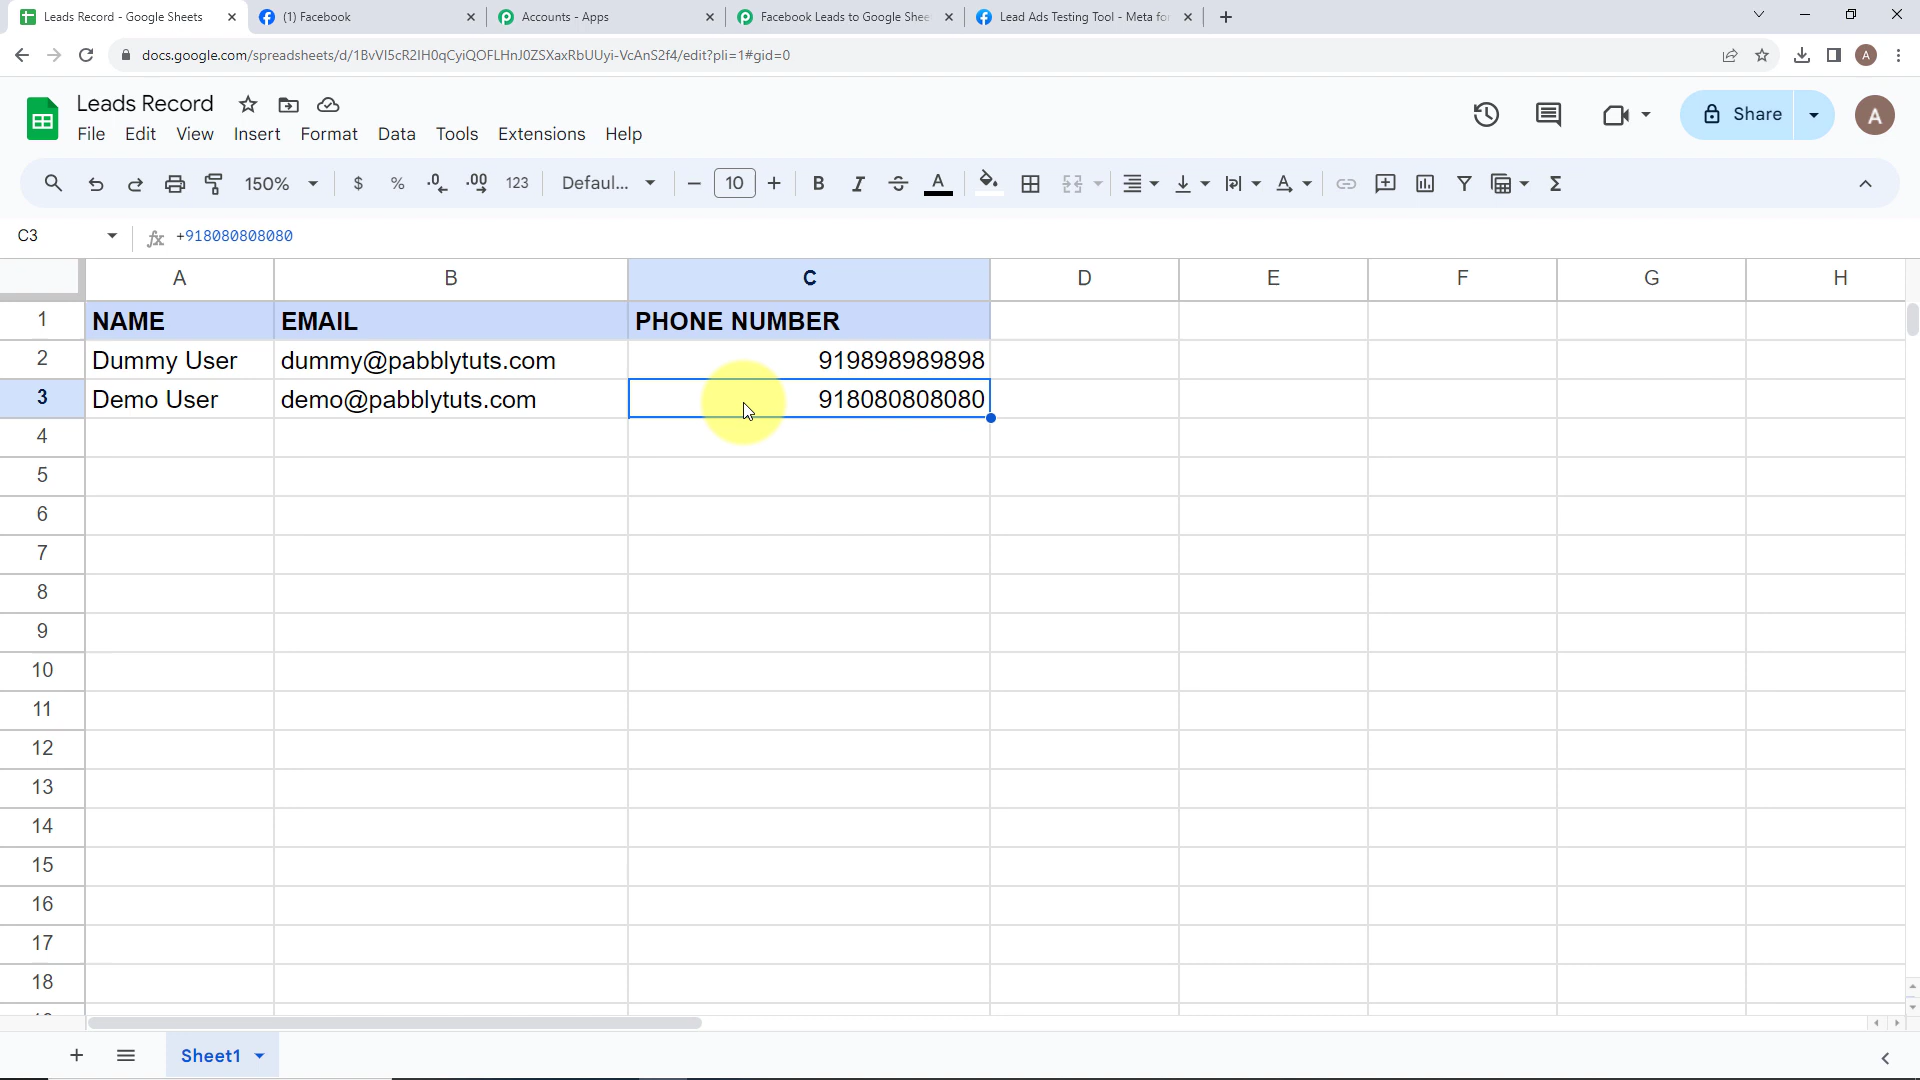 Leads Record - Google Sheets
(1) Facebook
Accounts - Apps
Facebook Leads to Google Shee
Lead Ads Testing Tool - Meta for
docs.google.com/spreadsheets/d/1BvVl5cR2IH0qCyiQOFLHnJ0ZSXaxRbUUyi-VcAnS2f4/edit?pli=1#gid=0
A
Leads Record
File Edit View Insert Format Data Tools Extensions Help
Share
A
150% $ % .0 .00 123 Defaul... 10 B I S A A Σ
C3 fx +918080808080
A B C D E F G H
1 NAME EMAIL PHONE NUMBER
2 Dummy User dummy@pabblytuts.com 919898989898
3 Demo User demo@pabblytuts.com 918080808080
4
5
6
7
8
9
10
11
12
13
14
15
16
17
18
Sheet1